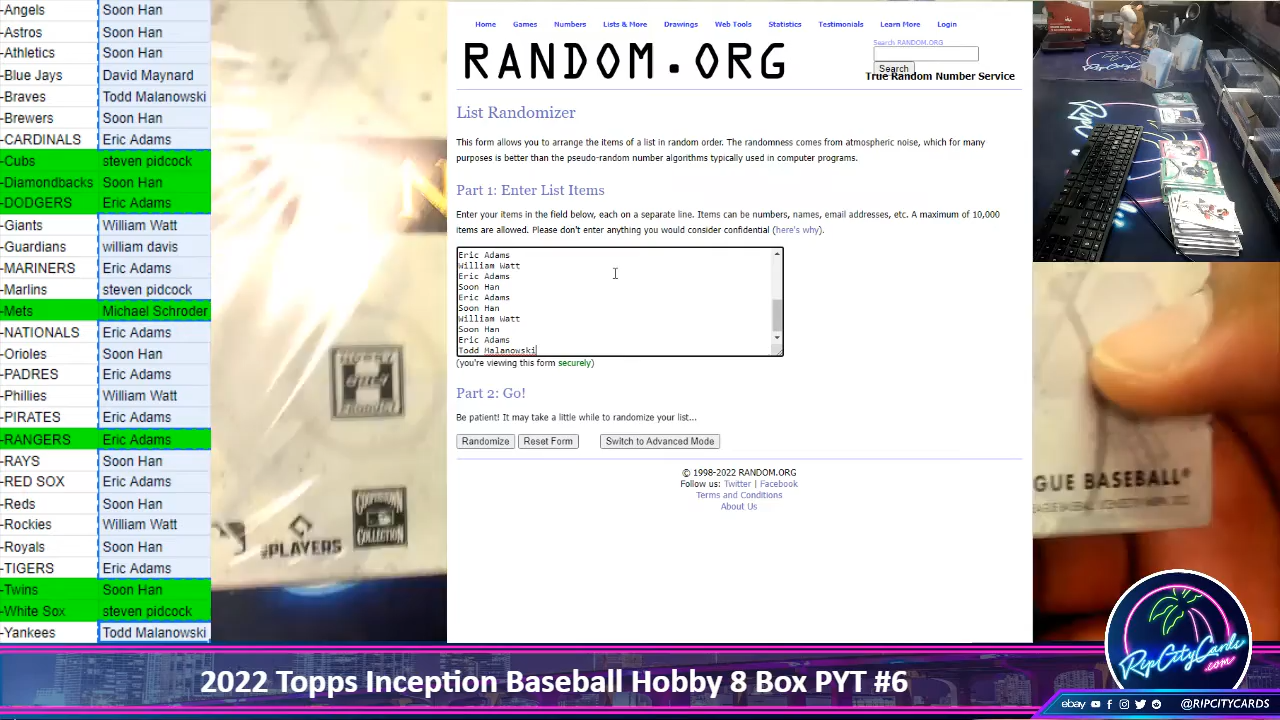 -Angels Soon Han
-Astros Soon Han
-Athletics Soon Han
-Blue Jays David Maynard
-Braves Todd Malanowski
-Brewers Soon Han
-CARDINALS Eric Adams
-Cubs steven pidcock
-Diamondbacks Soon Han
-DODGERS Eric Adams
-Giants William Watt
-Guardians william davis
-MARINERS Eric Adams
-Marlins steven pidcock
-Mets Michael Schroder
-NATIONALS Eric Adams
-Orioles Soon Han
-PADRES Eric Adams
-Phillies William Watt
-PIRATES Eric Adams
-RANGERS Eric Adams
-RAYS Soon Han
-RED SOX Eric Adams
-Reds Soon Han
-Rockies William Watt
-Royals Soon Han
-TIGERS Eric Adams
-Twins Soon Han
-White Sox steven pidcock
-Yankees Todd Malanowski
PLAYERS
COOPERSTOWN
COLLECTION
Home Games Numbers Lists & More Drawings Web Tools Statistics Testimonials Learn More Login
RANDOM.ORG
Search RANDOM.ORG
Search
True Random Number Service
List Randomizer
This form allows you to arrange the items of a list in random order. The randomness comes from atmospheric noise, which for many
purposes is better than the pseudo-random number algorithms typically used in computer programs.
Part 1: Enter List Items
Enter your items in the field below, each on a separate line. Items can be numbers, names, email addresses, etc. A maximum of 10,000
items are allowed. Please don't enter anything you would consider confidential (here's why).
Eric Adams
William Watt
Eric Adams
Soon Han
Eric Adams
Soon Han
William Watt
Soon Han
Eric Adams
Todd Malanowski
(you're viewing this form securely)
Part 2: Go!
Be patient! It may take a little while to randomize your list...
Randomize Reset Form Switch to Advanced Mode
© 1998-2022 RANDOM.ORG
Follow us: Twitter | Facebook
Terms and Conditions
About Us
GUE BASEBALL®
RipCityCards
.com
2022 Topps Inception Baseball Hobby 8 Box PYT #6
ebay @RIPCITYCARDS